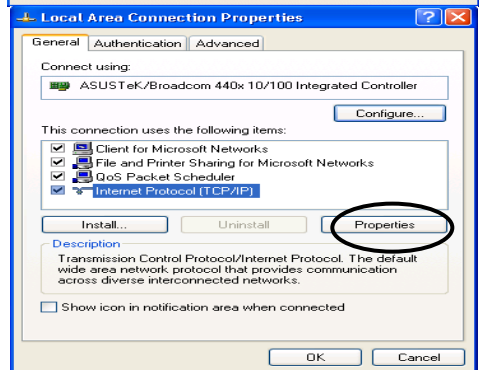 Local Area Connection Properties
General Authentication Advanced
Connect using:
ASUSTeK/Broadcom 440x 10/100 Integrated Controller
Configure...
This connection uses the following items:
Client for Microsoft Networks
File and Printer Sharing for Microsoft Networks
QoS Packet Scheduler
Internet Protocol (TCP/IP)
Install... Uninstall Properties
Description
Transmission Control Protocol/Internet Protocol. The default
wide area network protocol that provides communication
across diverse interconnected networks.
Show icon in notification area when connected
OK Cancel